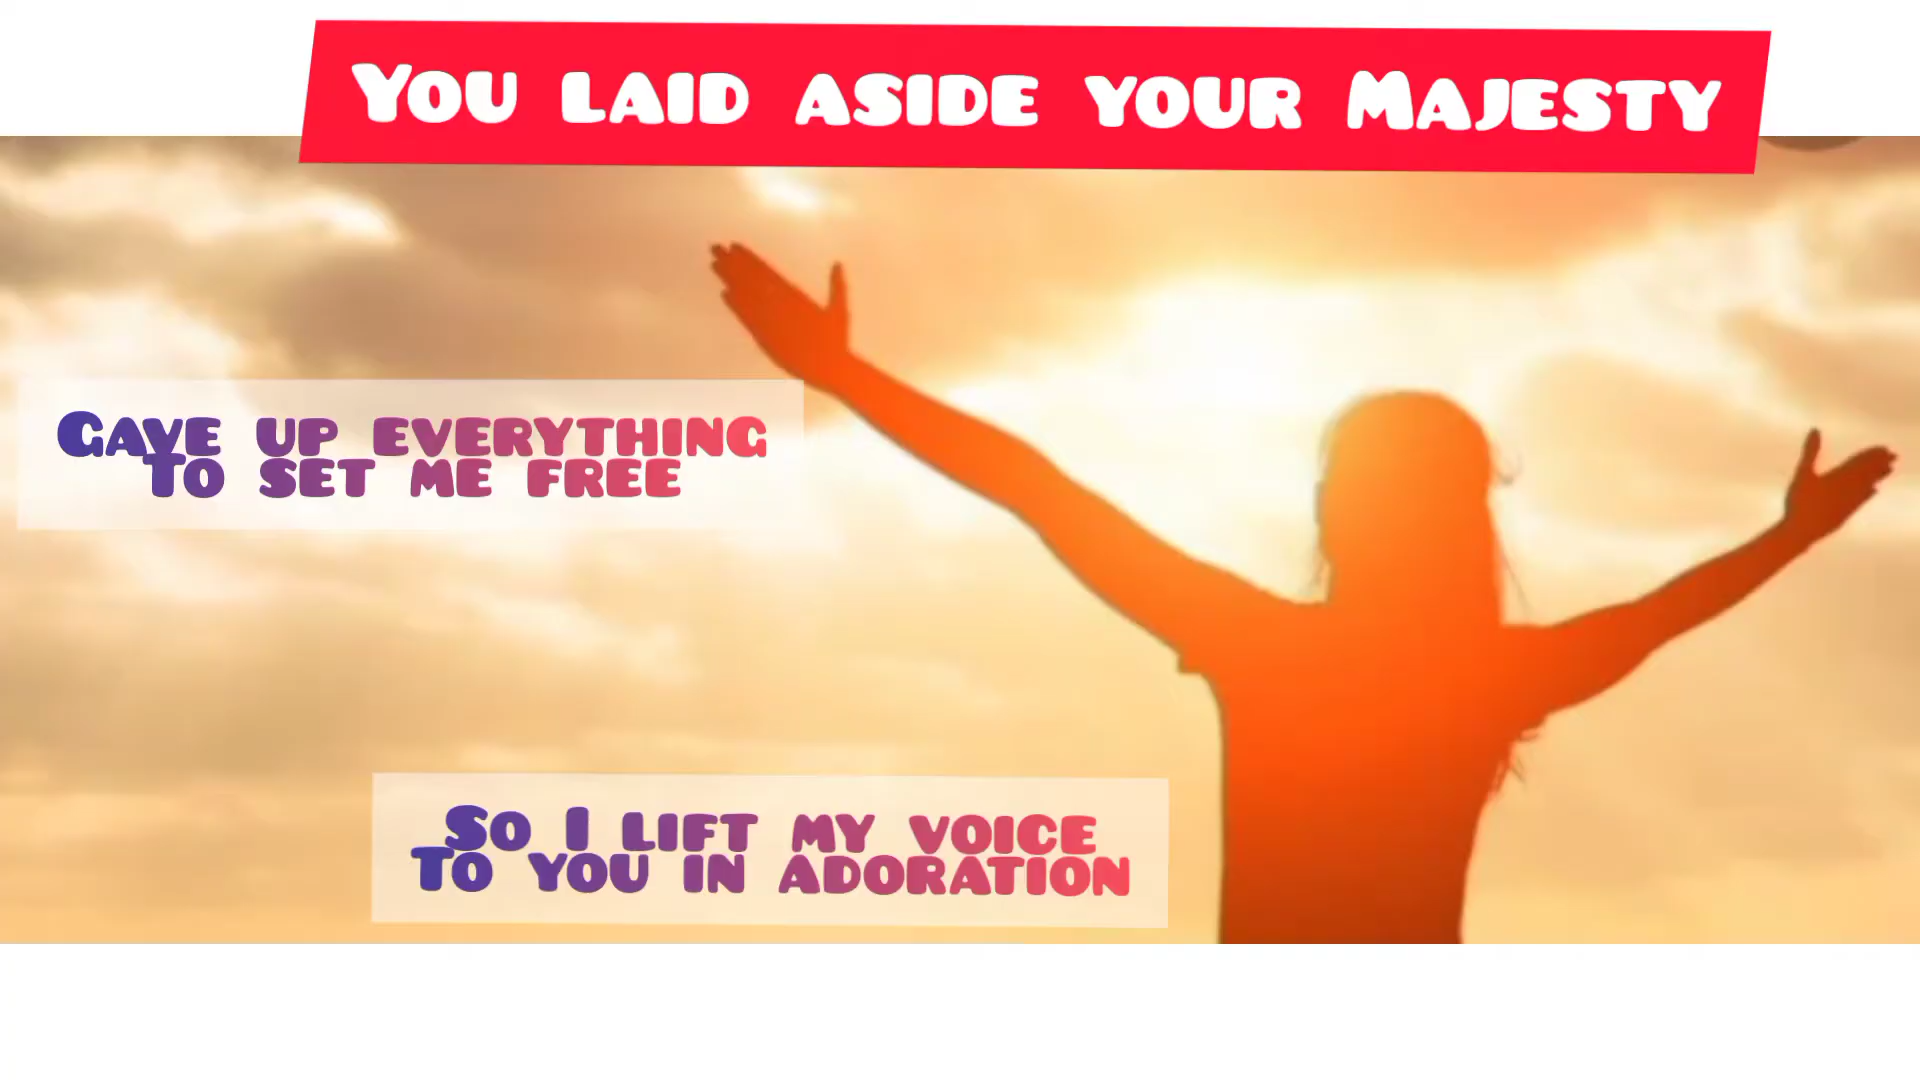 You laid aside your Majesty
Gave up everything
To set me free
So I lift my voice
To you in adoration